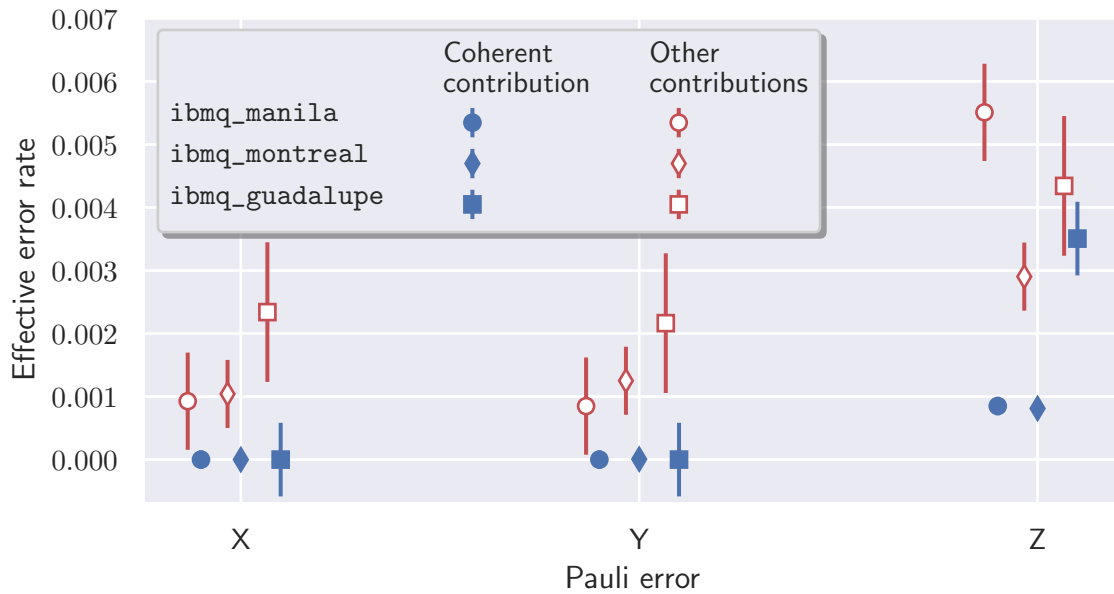 0.007
0.006
0.005
0.004
0.003
0.002
0.001
0.000
Effective error rate
Coherent contribution
Other contributions
ibmq_manila
ibmq_montreal
ibmq_guadalupe
X
Y
Z
Pauli error